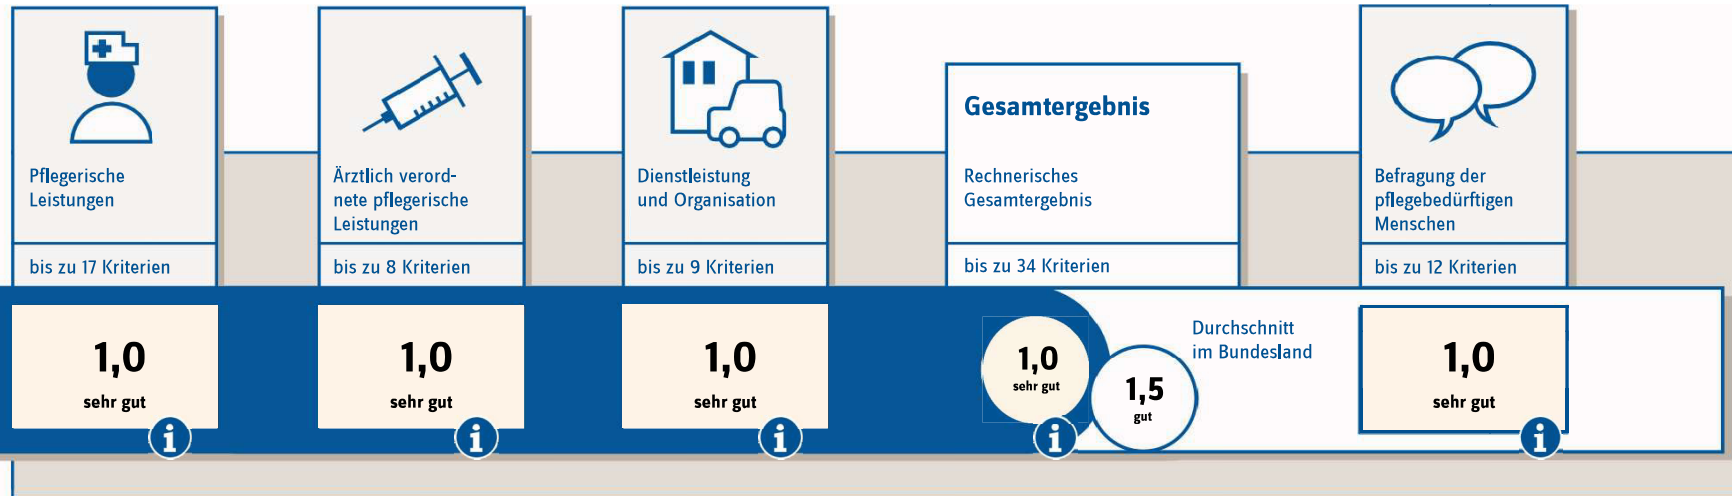 Pflegerische
Leistungen
bis zu 17 Kriterien
1,0
sehr gut
i
Ärztlich verord-
nete pflegerische
Leistungen
bis zu 8 Kriterien
1,0
sehr gut
i
Dienstleistung
und Organisation
bis zu 9 Kriterien
1,0
sehr gut
i
Gesamtergebnis
Rechnerisches
Gesamtergebnis
bis zu 34 Kriterien
1,0
sehr gut
i
1,5
gut
Durchschnitt
im Bundesland
Befragung der
pflegebedürftigen
Menschen
bis zu 12 Kriterien
1,0
sehr gut
i